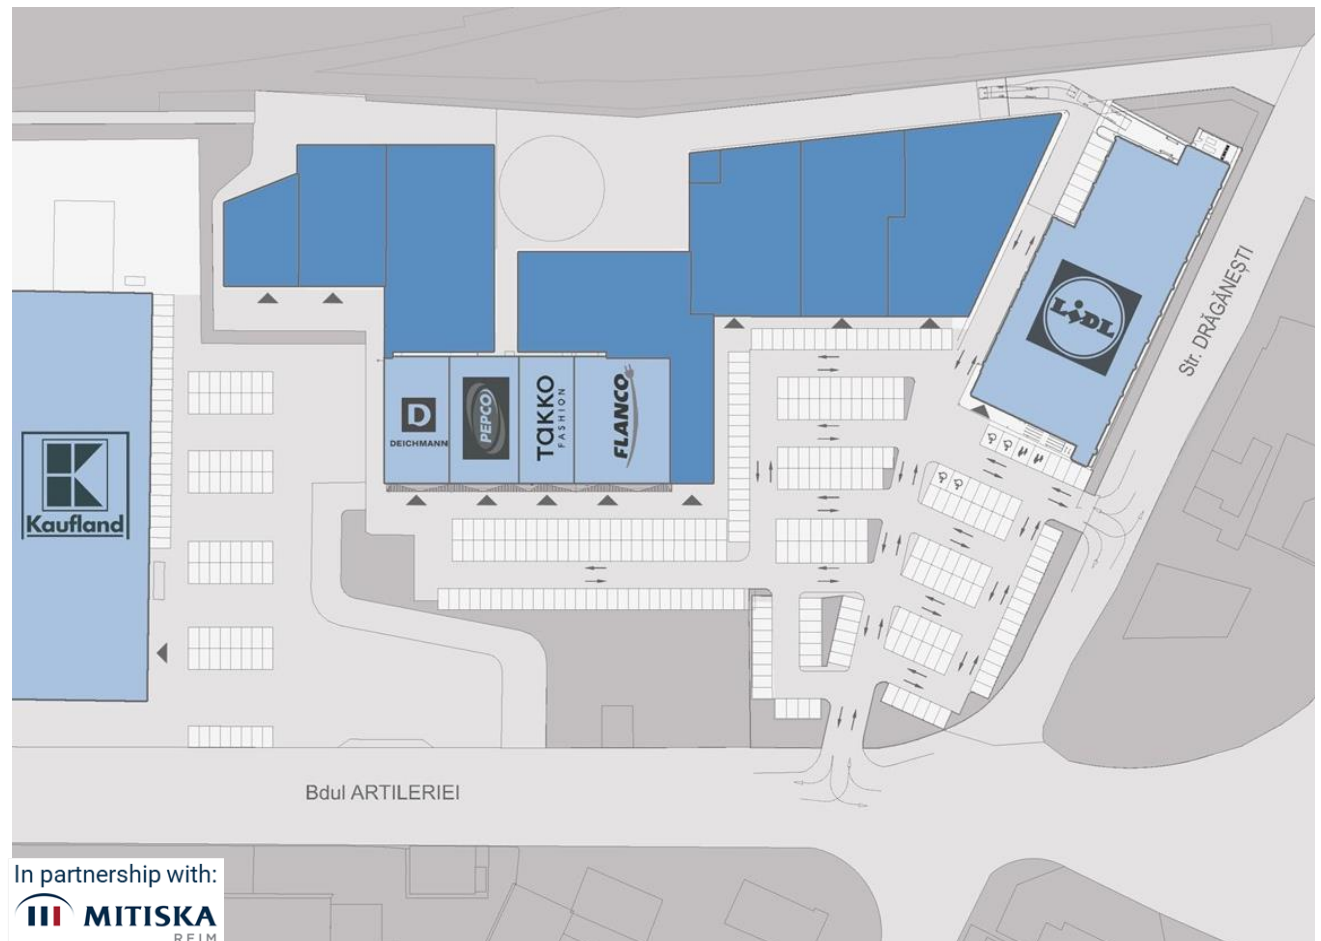 LiDL
Str. DRĂGĂNEȘTI
D
DEICHMANN
PEPCO
TAKKO
FASHION
FLANCO
K
Kaufland
Bdul ARTILERIEI
In partnership with:
MITISKA
REIM